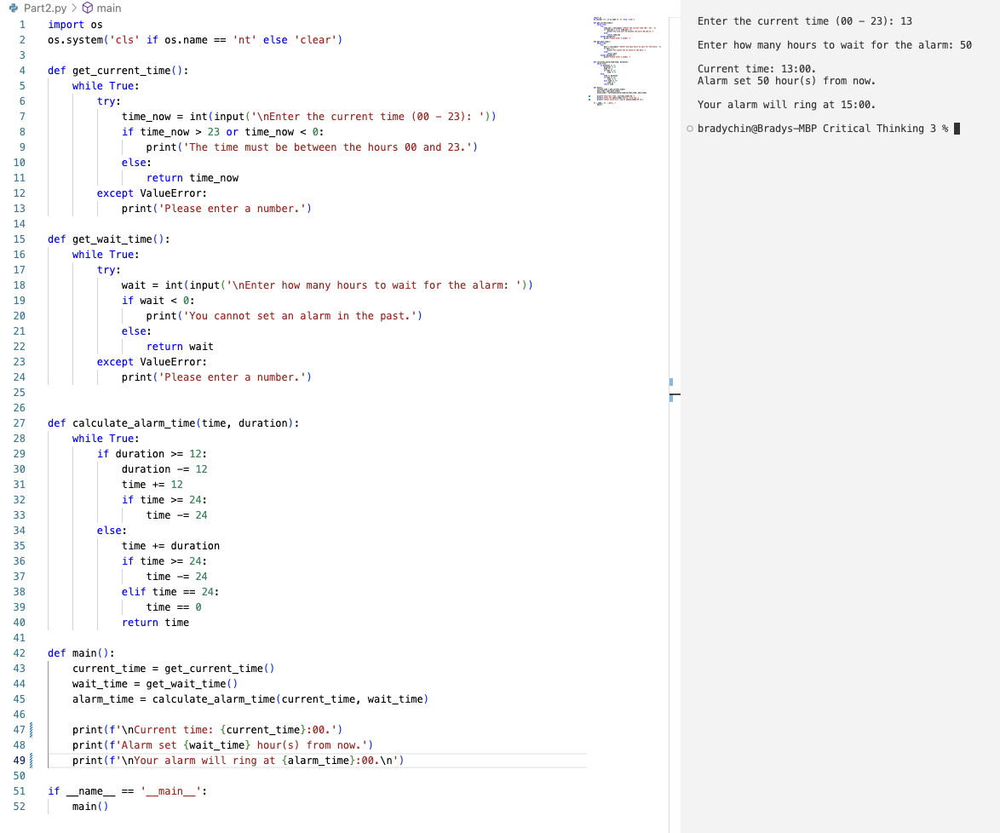 Part2.py > main
1 import os
2 os.system('cls' if os.name == 'nt' else 'clear')
3
4 def get_current_time():
5     while True:
6         try:
7             time_now = int(input('\nEnter the current time (00 – 23): '))
8             if time_now > 23 or time_now < 0:
9                 print('The time must be between the hours 00 and 23.')
10             else:
11                 return time_now
12         except ValueError:
13             print('Please enter a number.')
14
15 def get_wait_time():
16     while True:
17         try:
18             wait = int(input('\nEnter how many hours to wait for the alarm: '))
19             if wait < 0:
20                 print('You cannot set an alarm in the past.')
21             else:
22                 return wait
23         except ValueError:
24             print('Please enter a number.')
25
26
27 def calculate_alarm_time(time, duration):
28     while True:
29         if duration >= 12:
30             duration -= 12
31             time += 12
32             if time >= 24:
33                 time -= 24
34         else:
35             time += duration
36             if time >= 24:
37                 time -= 24
38             elif time == 24:
39                 time == 0
40             return time
41
42 def main():
43     current_time = get_current_time()
44     wait_time = get_wait_time()
45     alarm_time = calculate_alarm_time(current_time, wait_time)
46
47     print(f'\nCurrent time: {current_time}:00.')
48     print(f'Alarm set {wait_time} hour(s) from now.')
49     print(f'\nYour alarm will ring at {alarm_time}:00.\n')
50
51 if __name__ == '__main__':
52     main()
Enter the current time (00 – 23): 13
Enter how many hours to wait for the alarm: 50
Current time: 13:00.
Alarm set 50 hour(s) from now.
Your alarm will ring at 15:00.
bradychin@Bradys-MBP Critical Thinking 3 %